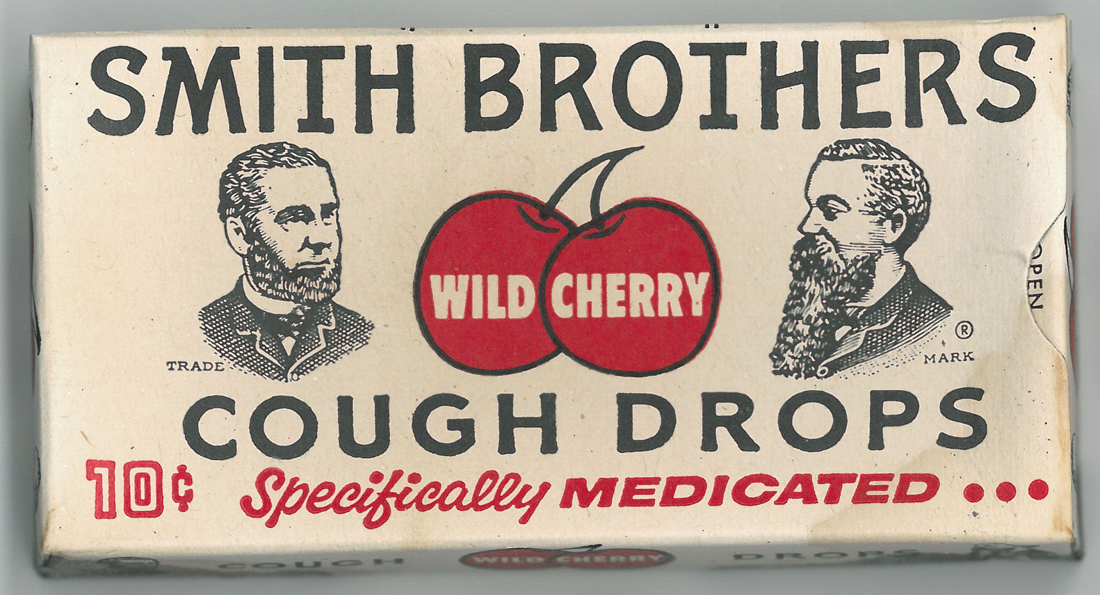 SMITH BROTHERS
WILD CHERRY
OPEN
®
TRADE MARK
COUGH DROPS
10¢ Specifically MEDICATED •••
COUGH WILD CHERRY DROPS